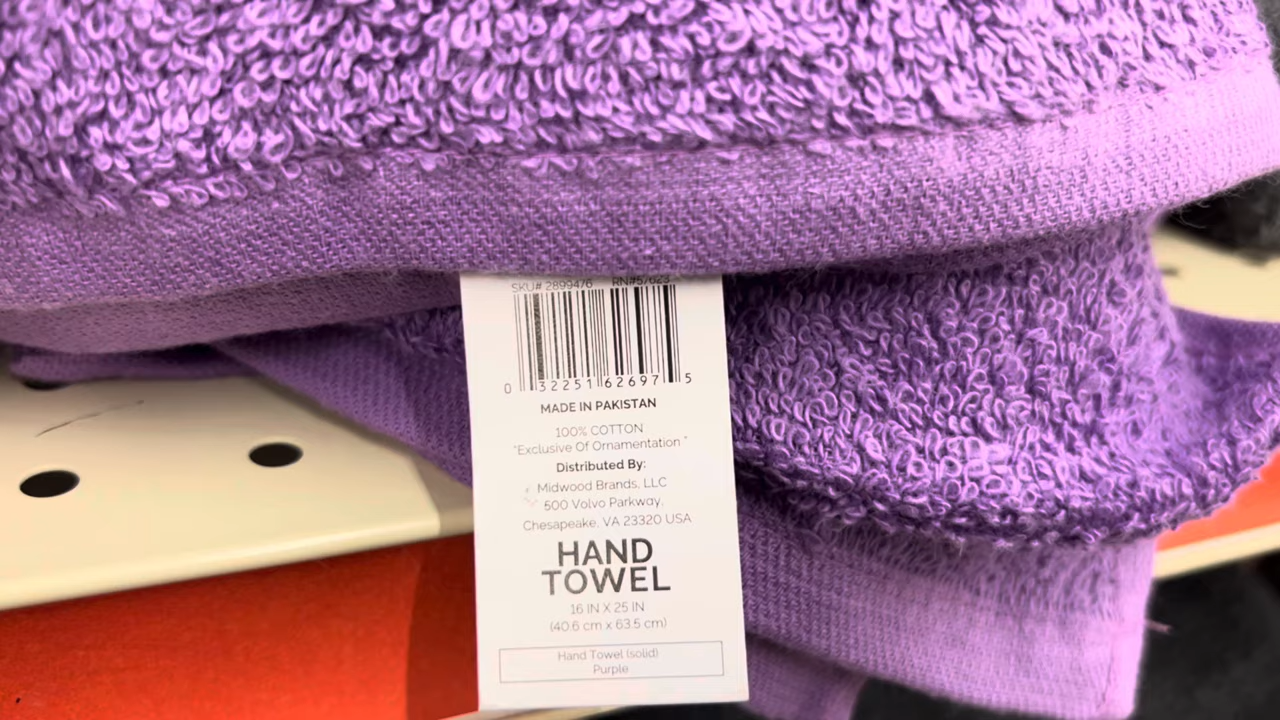 SKU# 2899476 RN#57623
0 32251 62697 5
MADE IN PAKISTAN
100% COTTON
"Exclusive Of Ornamentation "
Distributed By:
Midwood Brands, LLC
500 Volvo Parkway,
Chesapeake, VA 23320 USA
HAND
TOWEL
16 IN X 25 IN
(40.6 cm x 63.5 cm)
Hand Towel (solid)
Purple